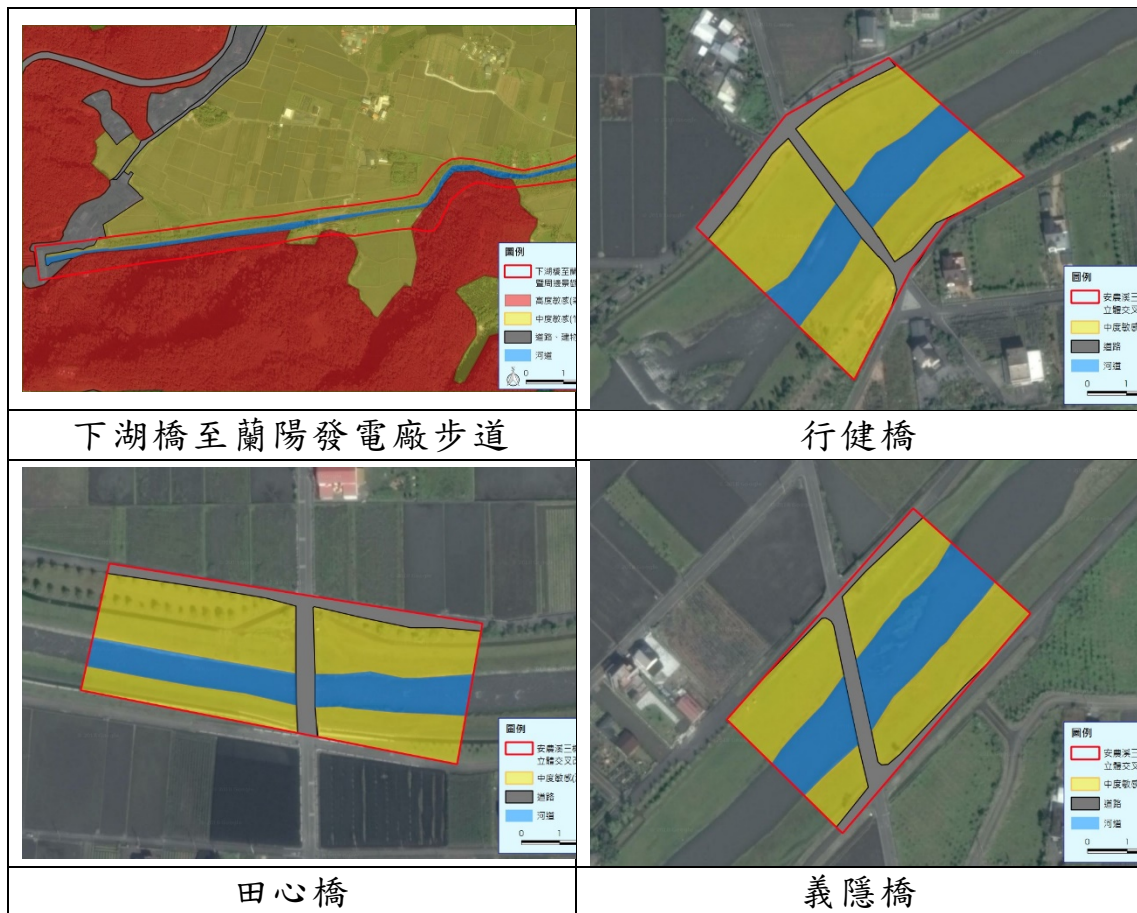 圖例
下湖橋至蘭
暨周邊景
高度敏感(
中度敏感(
道路、建物
河道
0 1
下湖橋至蘭陽發電廠步道
圖例
安農溪三
立體交叉
中度敏感
道路
河道
0 1
行健橋
圖例
安農溪三
立體交叉
中度敏感(
道路
河道
0 1
田心橋
圖例
安農溪三
立體交叉
中度敏感
道路
河道
0 1
義隱橋